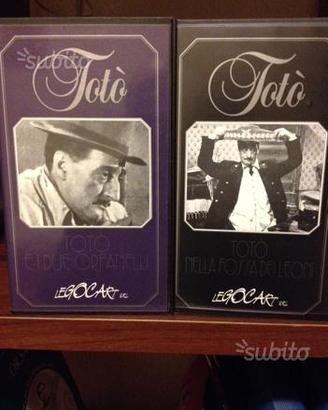 subito
Totò
TOTÒ
E I DUE ORFANELLI
LEGOCART s.r.l.
Totò
TOTÒ
NELLA FOSSA DEI LEONI
LEGOCART s.r.l.
subito